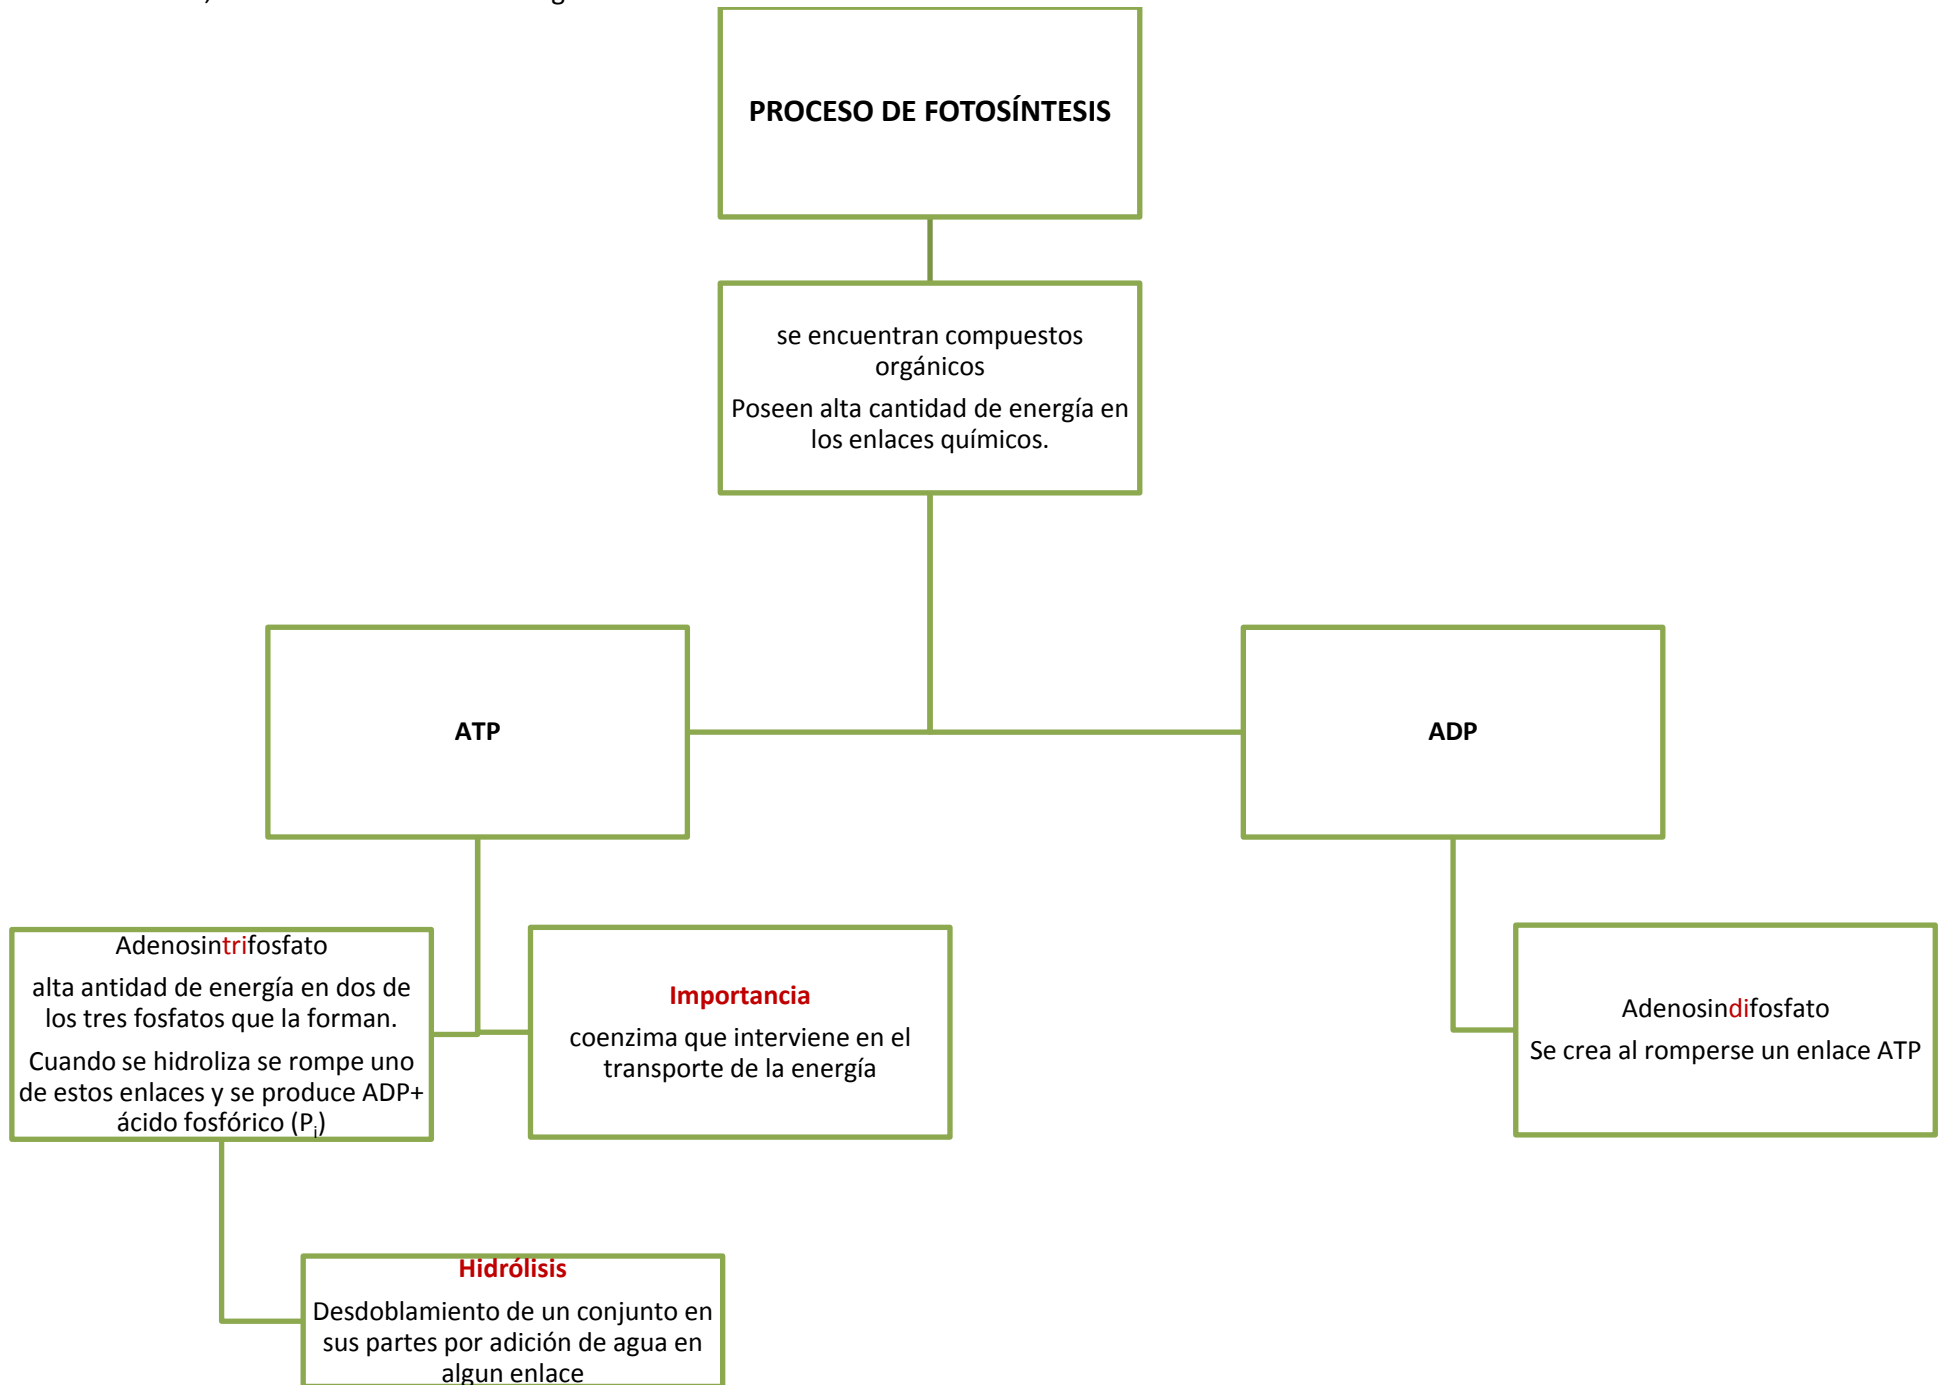 PROCESO DE FOTOSÍNTESIS
se encuentran compuestos
orgánicos
Poseen alta cantidad de energía en
los enlaces químicos.
ATP
ADP
Adenosintrifosfato
alta antidad de energía en dos de
los tres fosfatos que la forman.
Cuando se hidroliza se rompe uno
de estos enlaces y se produce ADP+
ácido fosfórico (Pi)
Importancia
coenzima que interviene en el
transporte de la energía
Adenosindifosfato
Se crea al romperse un enlace ATP
Hidrólisis
Desdoblamiento de un conjunto en
sus partes por adición de agua en
algun enlace